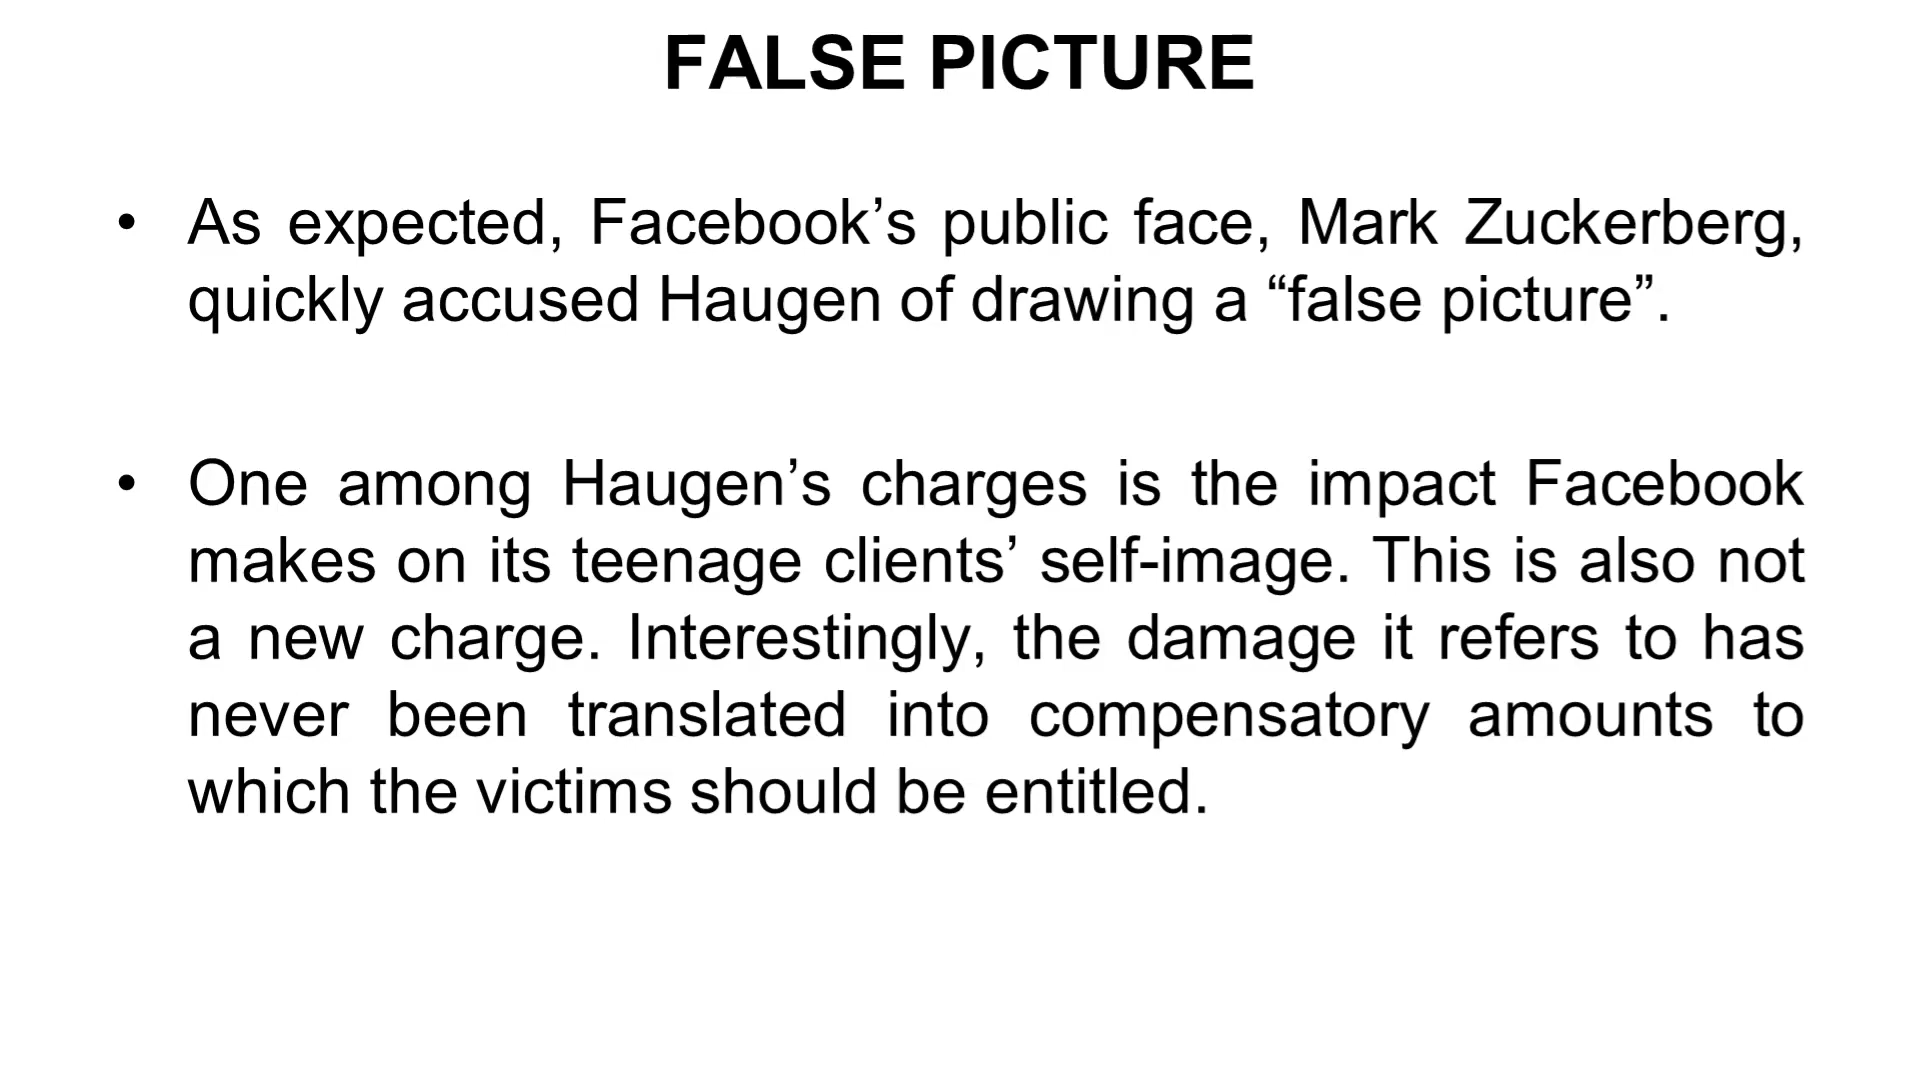 FALSE PICTURE
• As expected, Facebook’s public face, Mark Zuckerberg,
quickly accused Haugen of drawing a “false picture”.
• One among Haugen’s charges is the impact Facebook
makes on its teenage clients’ self-image. This is also not
a new charge. Interestingly, the damage it refers to has
never been translated into compensatory amounts to
which the victims should be entitled.